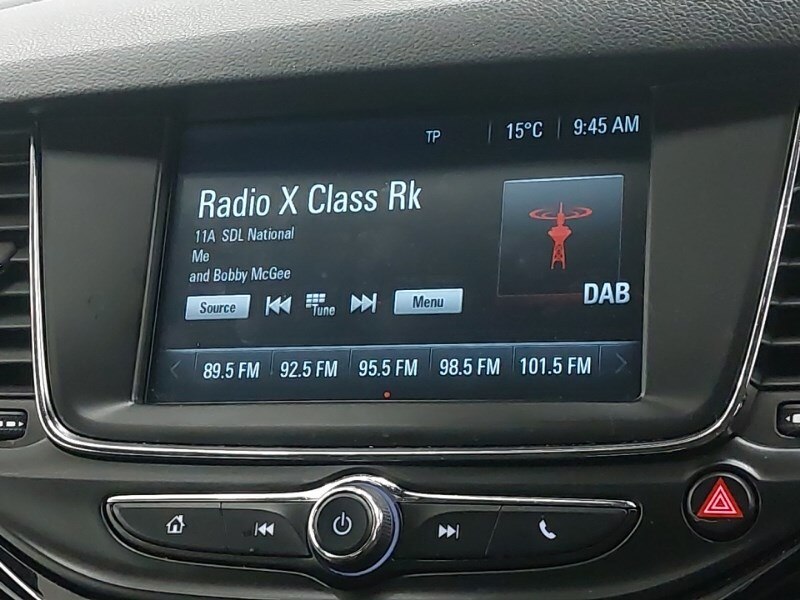 TP 15°C 9:45 AM
Radio X Class Rk
11A SDL National
Me
and Bobby McGee
Source Tune Menu
DAB
89.5 FM 92.5 FM 95.5 FM 98.5 FM 101.5 FM